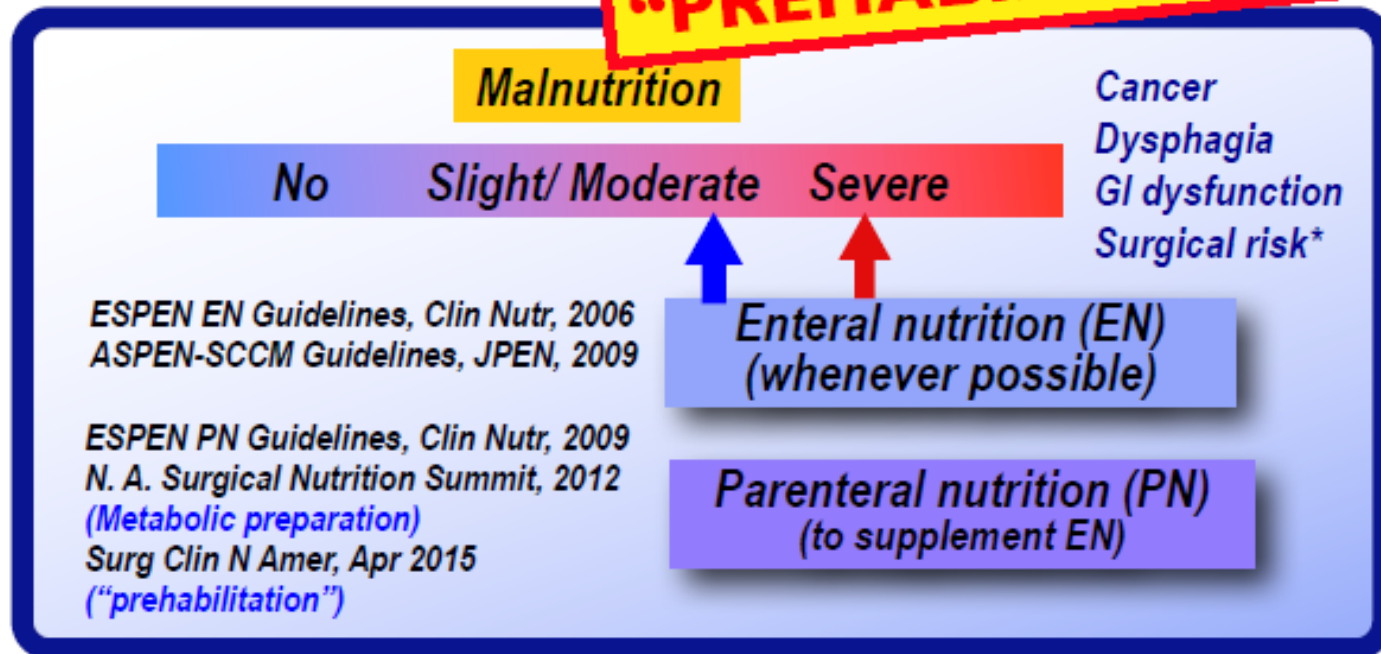 Malnutrition
No Slight/ Moderate Severe
Cancer
Dysphagia
GI dysfunction
Surgical risk*
ESPEN EN Guidelines, Clin Nutr, 2006
ASPEN-SCCM Guidelines, JPEN, 2009
ESPEN PN Guidelines, Clin Nutr, 2009
N. A. Surgical Nutrition Summit, 2012
(Metabolic preparation)
Surg Clin N Amer, Apr 2015
(“prehabilitation”)
Enteral nutrition (EN)
(whenever possible)
Parenteral nutrition (PN)
(to supplement EN)